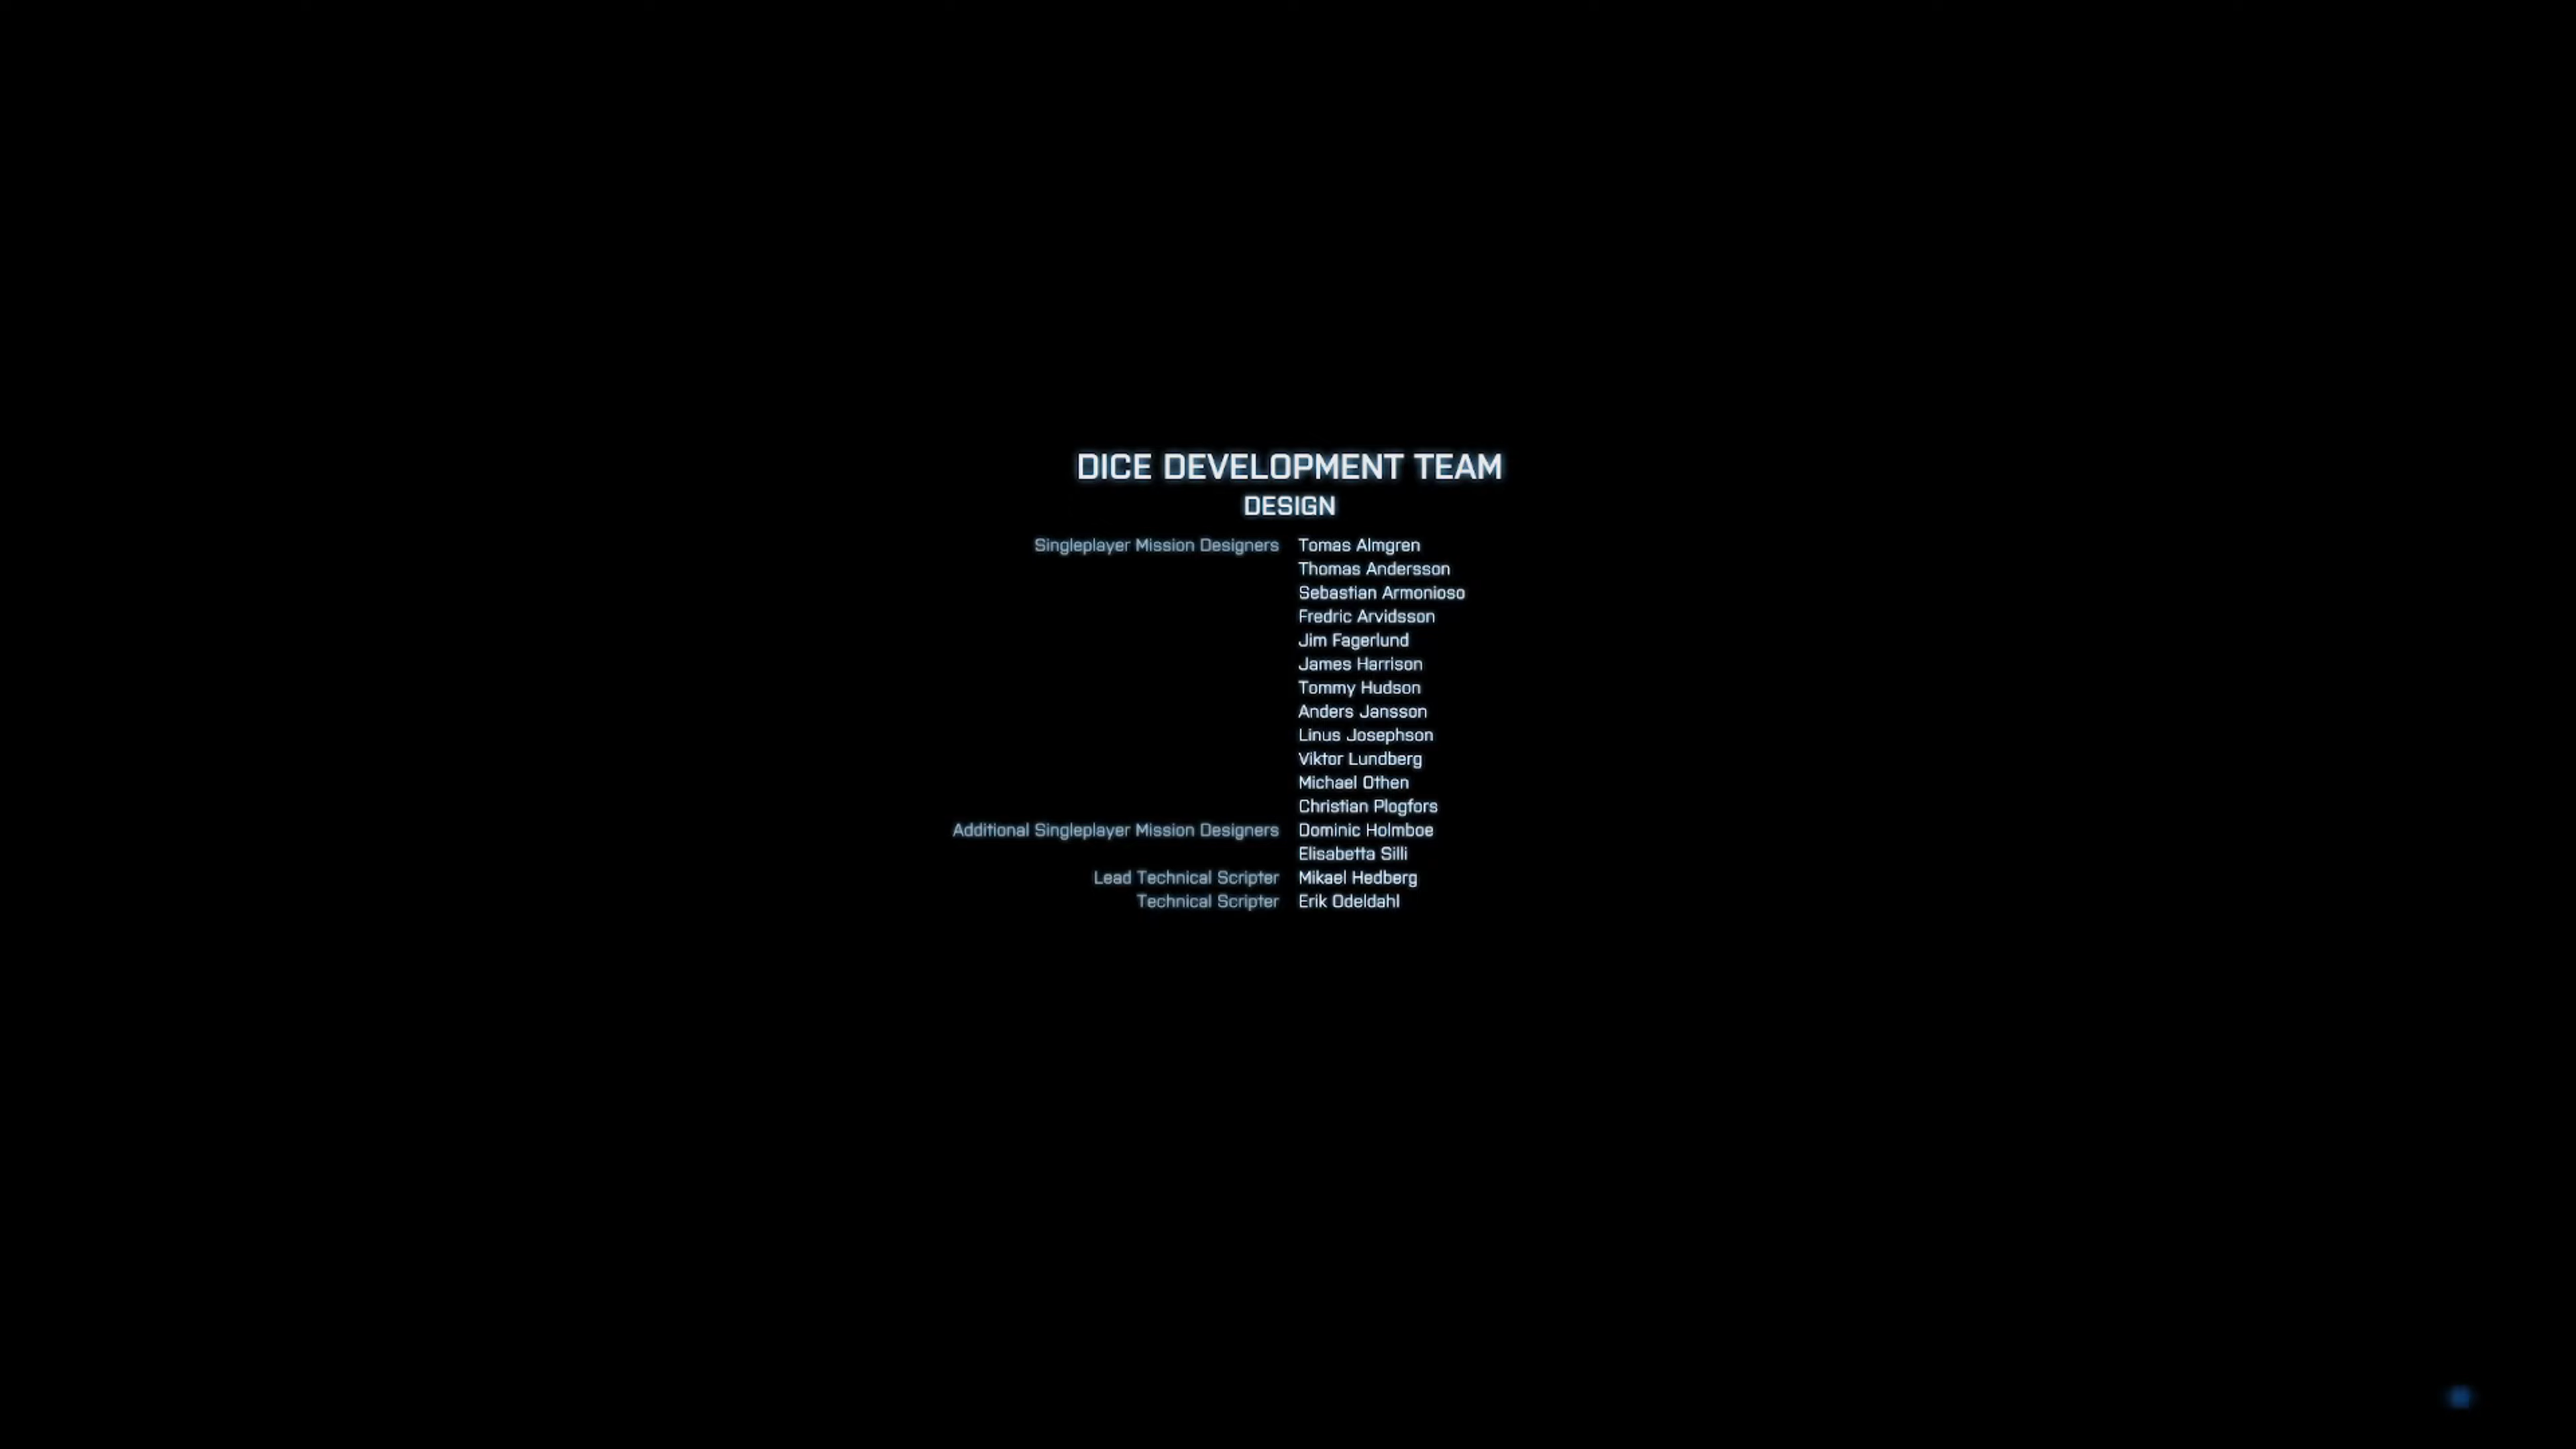 DICE DEVELOPMENT TEAM
DESIGN
Singleplayer Mission Designers Tomas Almgren
Thomas Andersson
Sebastian Armonioso
Fredric Arvidsson
Jim Fagerlund
James Harrison
Tommy Hudson
Anders Jansson
Linus Josephson
Viktor Lundberg
Michael Othen
Christian Plogfors
Additional Singleplayer Mission Designers Dominic Holmboe
Elisabetta Silli
Lead Technical Scripter Mikael Hedberg
Technical Scripter Erik Odeldahl